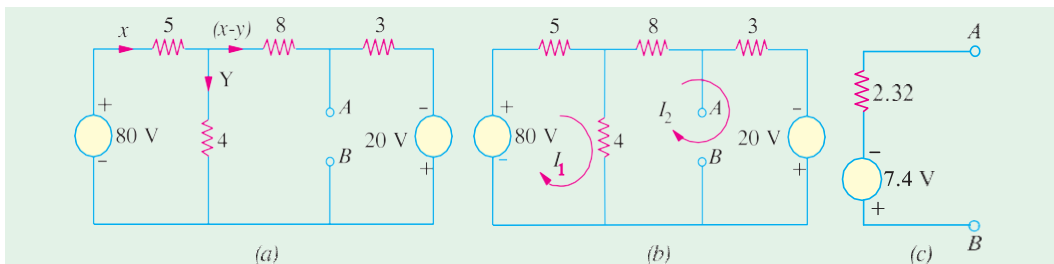 x 5 (x-y) 8 3
Y
+ 80 V -
4
A
B
- 20 V +
(a)
5 8 3
+ 80 V -
I1
4
I2
A
B
- 20 V +
(b)
A
2.32
-
7.4 V
+
B
(c)